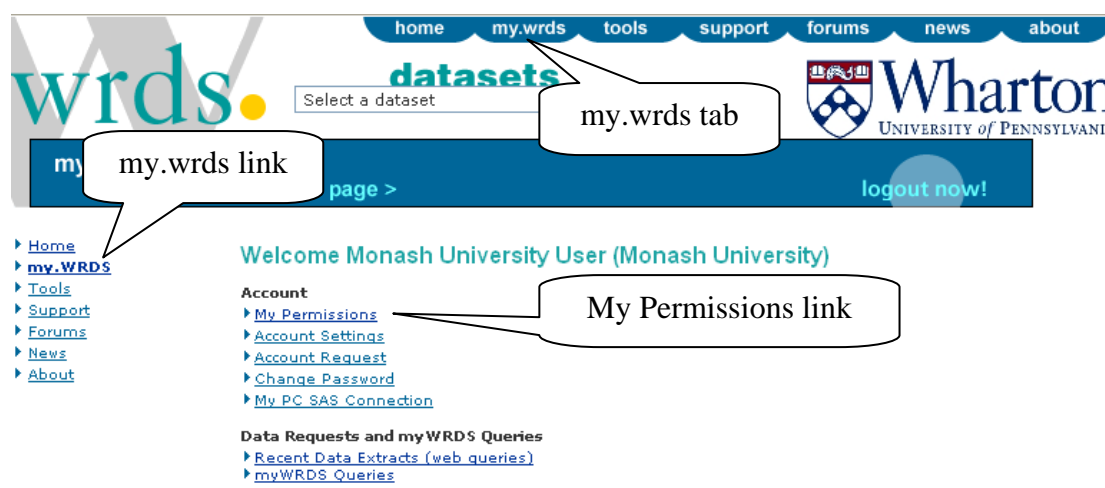 home my.wrds tools support forums news about
wrds.
datasets
Select a dataset
my.wrds tab
Wharton
UNIVERSITY of PENNSYLVANI
my
my.wrds link
page >
logout now!
Home
my.WRDS
Tools
Support
Forums
News
About
Welcome Monash University User (Monash University)
Account
My Permissions
My Permissions link
Account Settings
Account Request
Change Password
My PC SAS Connection
Data Requests and myWRDS Queries
Recent Data Extracts (web queries)
myWRDS Queries